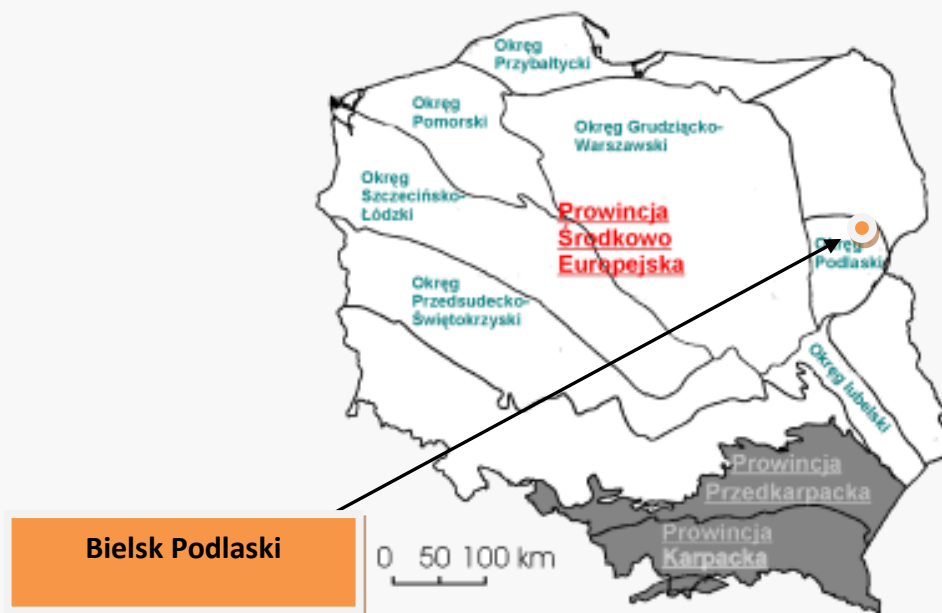 Okręg
Przybałtycki
Okręg
Pomorski
Okręg Grudziącko-
Warszawski
Okręg
Szczecińsko-
Łódzki
Prowincja
Środkowo
Europejska
Okręg
Podlaski
Okręg
Przedsudecko-
Świętokrzyski
Okręg lubelski
Prowincja
Przedkarpacka
Prowincja
Karpacka
Bielsk Podlaski
0 50 100 km